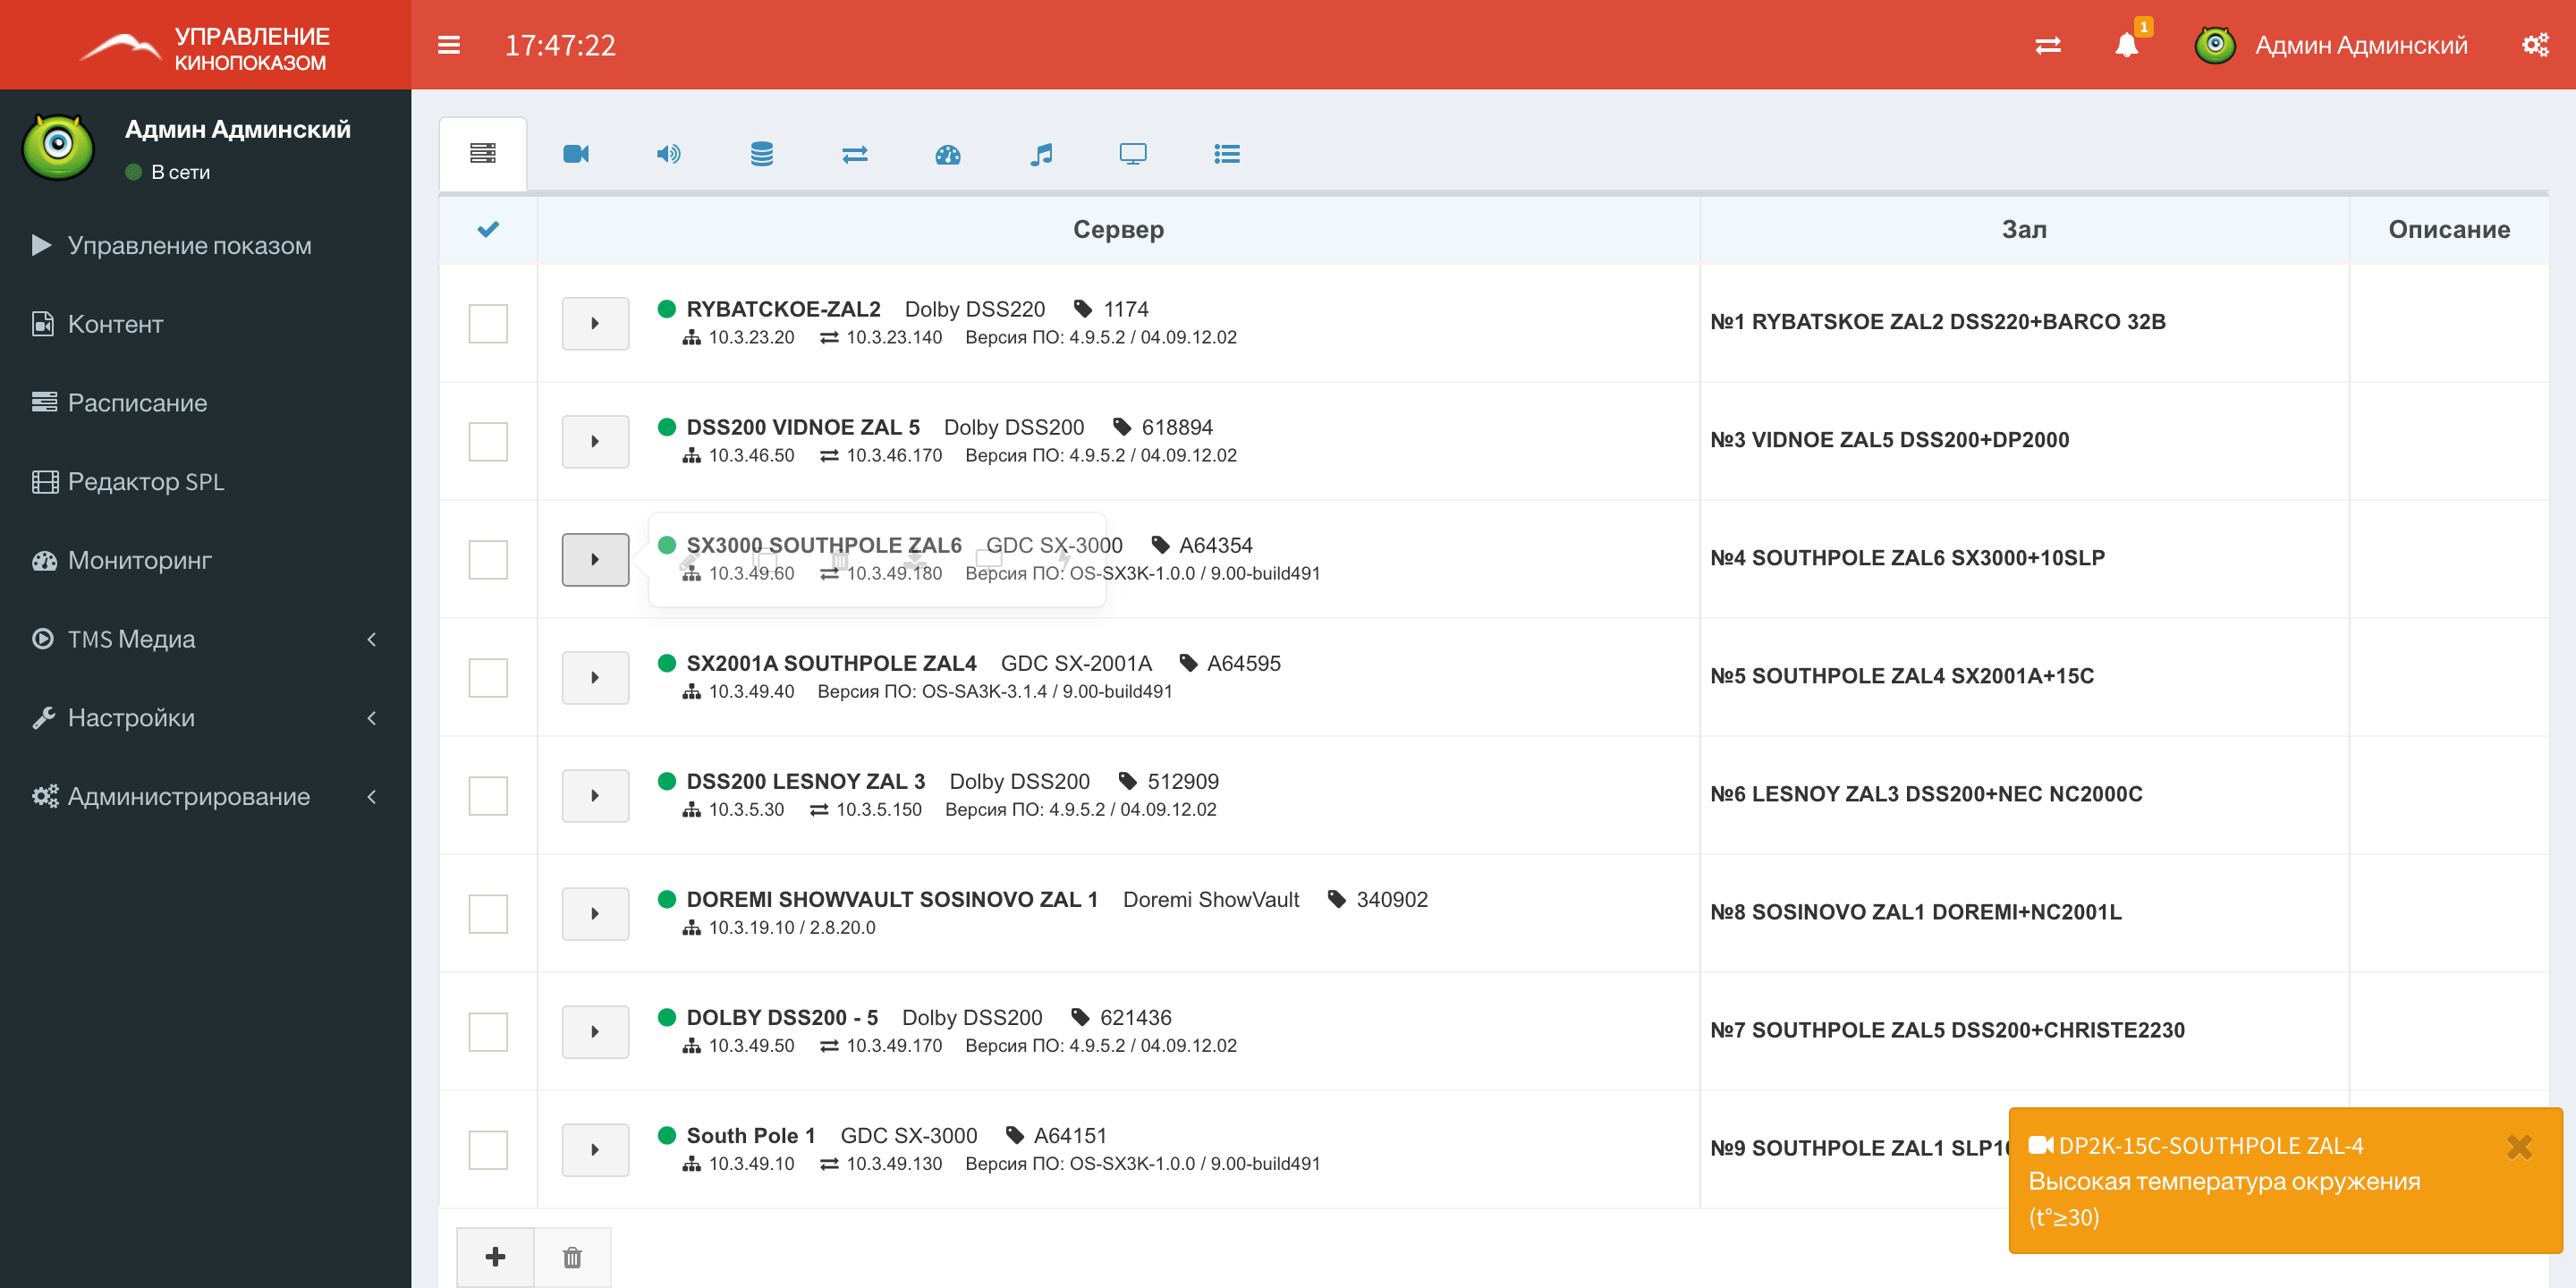 УПРАВЛЕНИЕ
КИНОПОКАЗОМ
17:47:22
1
Админ Админский
Админ Админский
В сети
Управление показом
Контент
Расписание
Редактор SPL
Мониторинг
TMS Медиа
Настройки
Администрирование
Сервер Зал Описание
RYBATCKOE-ZAL2 Dolby DSS220 1174
10.3.23.20 10.3.23.140 Версия ПО: 4.9.5.2 / 04.09.12.02
№1 RYBATSKOE ZAL2 DSS220+BARCO 32B
DSS200 VIDNOE ZAL 5 Dolby DSS200 618894
10.3.46.50 10.3.46.170 Версия ПО: 4.9.5.2 / 04.09.12.02
№3 VIDNOE ZAL5 DSS200+DP2000
SX3000 SOUTHPOLE ZAL6 GDC SX-3000 A64354
10.3.49.60 10.3.49.180 Версия ПО: OS-SX3K-1.0.0 / 9.00-build491
№4 SOUTHPOLE ZAL6 SX3000+10SLP
SX2001A SOUTHPOLE ZAL4 GDC SX-2001A A64595
10.3.49.40 Версия ПО: OS-SA3K-3.1.4 / 9.00-build491
№5 SOUTHPOLE ZAL4 SX2001A+15C
DSS200 LESNOY ZAL 3 Dolby DSS200 512909
10.3.5.30 10.3.5.150 Версия ПО: 4.9.5.2 / 04.09.12.02
№6 LESNOY ZAL3 DSS200+NEC NC2000C
DOREMI SHOWVAULT SOSINOVO ZAL 1 Doremi ShowVault 340902
10.3.19.10 / 2.8.20.0
№8 SOSINOVO ZAL1 DOREMI+NC2001L
DOLBY DSS200 - 5 Dolby DSS200 621436
10.3.49.50 10.3.49.170 Версия ПО: 4.9.5.2 / 04.09.12.02
№7 SOUTHPOLE ZAL5 DSS200+CHRISTE2230
South Pole 1 GDC SX-3000 A64151
10.3.49.10 10.3.49.130 Версия ПО: OS-SX3K-1.0.0 / 9.00-build491
№9 SOUTHPOLE ZAL1
DP2K-15C-SOUTHPOLE ZAL-4
Высокая температура окружения
(t°≥30)